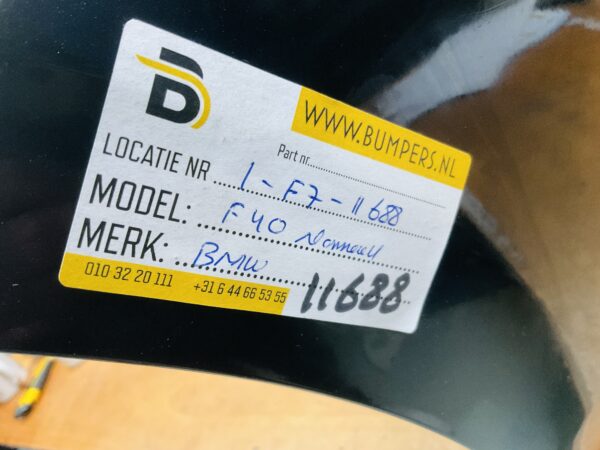 B
WWW.BUMPERS.NL
Part nr
LOCATIE NR 1-F7-11688
MODEL: F40 Normaal
MERK: BMW
010 32 20 111 +31 6 44 66 53 55
11688